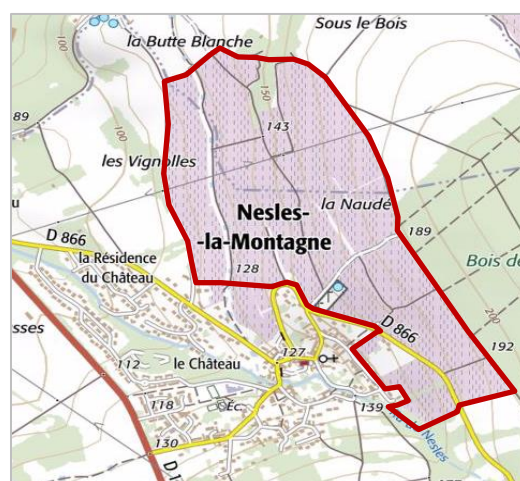 Sous le Bois
la Butte Blanche
100
150
89
143
100
les Vignolles
la Naudé
Nesles-
-la-Montagne
189
D 866
la Résidence
du Château
128
Bois de
200
D 866
sses
192
127
112
le Château
118
Éc.
139
130
de Nesles
D